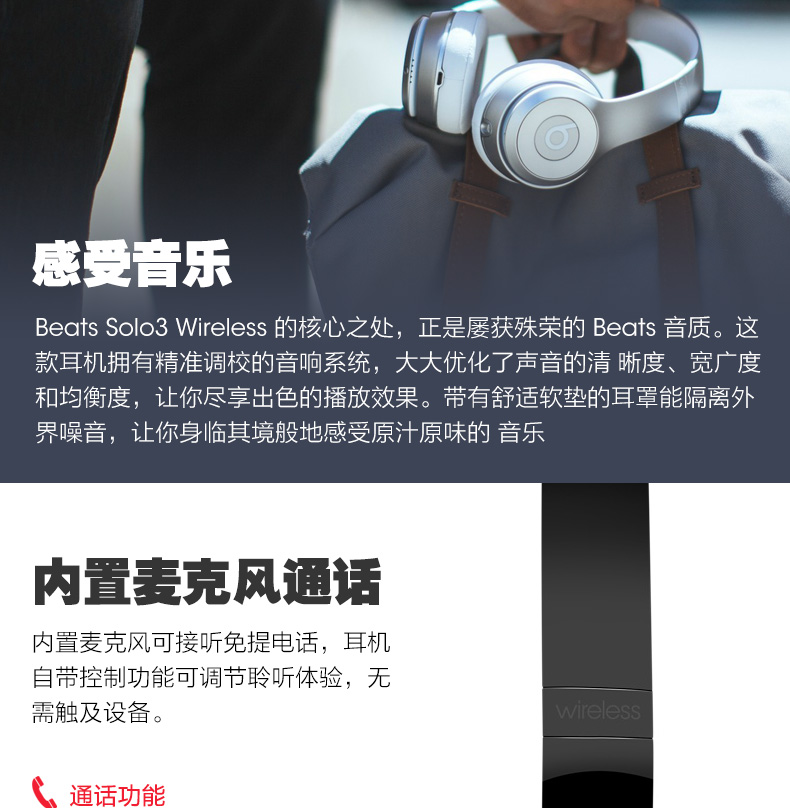 感受音乐
Beats Solo3 Wireless 的核心之处，正是屡获殊荣的 Beats 音质。这
款耳机拥有精准调校的音响系统，大大优化了声音的清 晰度、宽广度
和均衡度，让你尽享出色的播放效果。带有舒适软垫的耳罩能隔离外
界噪音，让你身临其境般地感受原汁原味的 音乐
内置麦克风通话
内置麦克风可接听免提电话，耳机
自带控制功能可调节聆听体验，无
需触及设备。
wireless
通话功能